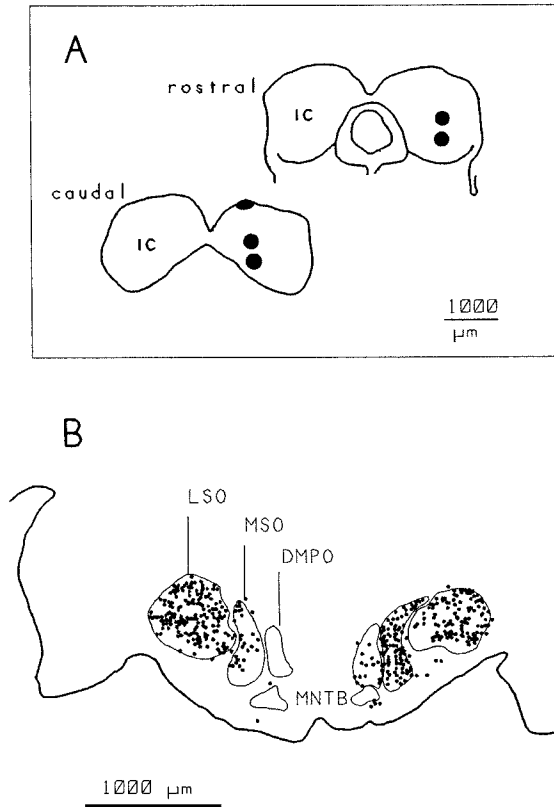 A
rostral
IC
caudal
IC
1000
µm
B
LSO
MSO
DMPO
MNTB
1000 µm